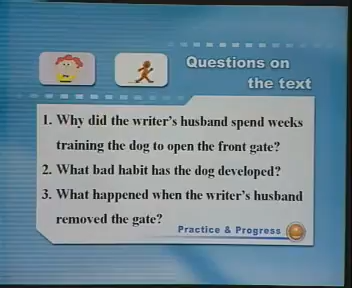 Questions on
the text
1. Why did the writer's husband spend weeks
training the dog to open the front gate?
2. What bad habit has the dog developed?
3. What happened when the writer's husband
removed the gate?
Practice & Progress